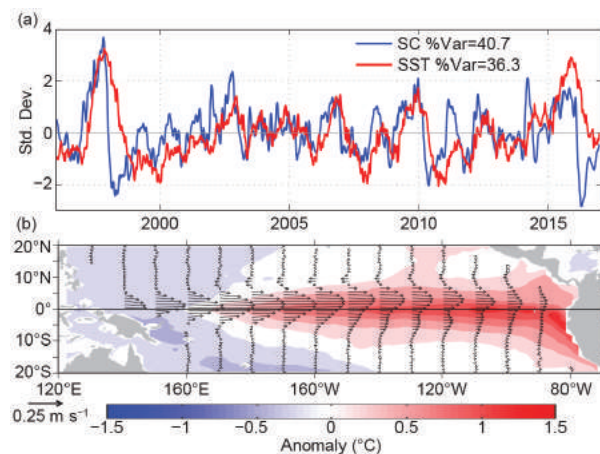 (a)
4
2
0
−2
Std. Dev.
SC %Var=40.7
SST %Var=36.3
2000 2005 2010 2015
(b)
20°N
10°N
0°
10°S
20°S
120°E 160°E 160°W 120°W 80°W
0.25 m s⁻¹
−1.5 −1 −0.5 0 0.5 1 1.5
Anomaly (°C)